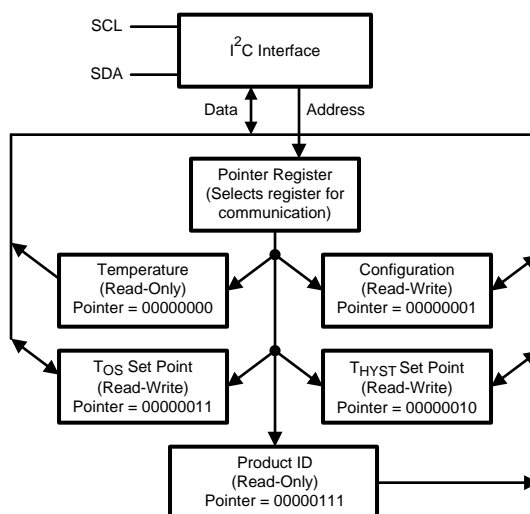 SCL
I²C Interface
SDA
Data
Address
Pointer Register
(Selects register for
communication)
Temperature
(Read-Only)
Pointer = 00000000
Configuration
(Read-Write)
Pointer = 00000001
TOS Set Point
(Read-Write)
Pointer = 00000011
THYST Set Point
(Read-Write)
Pointer = 00000010
Product ID
(Read-Only)
Pointer = 00000111